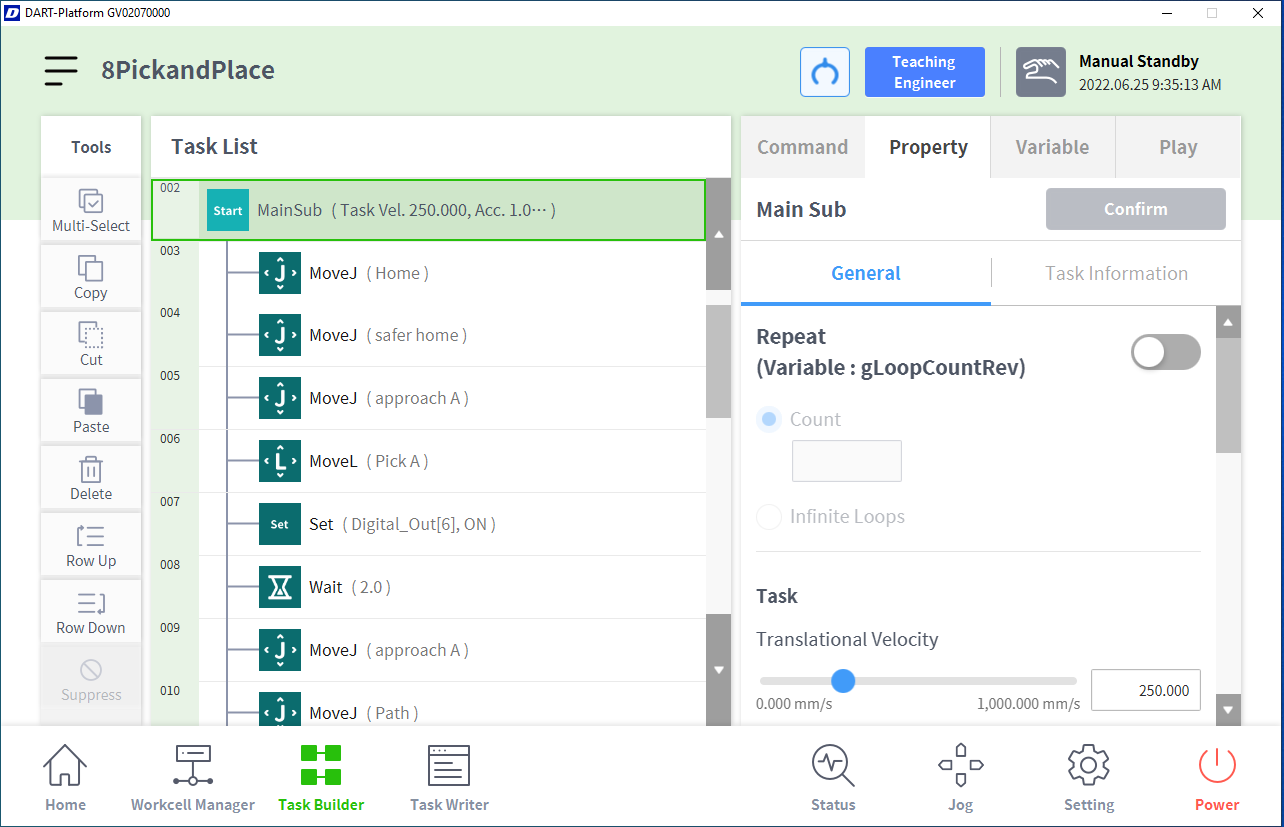 DART-Platform GV02070000
8PickandPlace
Teaching
Engineer
Manual Standby
2022.06.25 9:35:13 AM
Tools
Multi-Select
Copy
Cut
Paste
Delete
Row Up
Row Down
Suppress
Task List
002
Start
MainSub ( Task Vel. 250.000, Acc. 1.0··· )
003
J
MoveJ ( Home )
004
J
MoveJ ( safer home )
005
J
MoveJ ( approach A )
006
L
MoveL ( Pick A )
007
Set
Set ( Digital_Out[6], ON )
008
Wait ( 2.0 )
009
J
MoveJ ( approach A )
010
J
MoveJ ( Path )
Command
Property
Variable
Play
Main Sub
Confirm
General
Task Information
Repeat
(Variable : gLoopCountRev)
Count
Infinite Loops
Task
Translational Velocity
0.000 mm/s
1,000.000 mm/s
250.000
Home
Workcell Manager
Task Builder
Task Writer
Status
Jog
Setting
Power